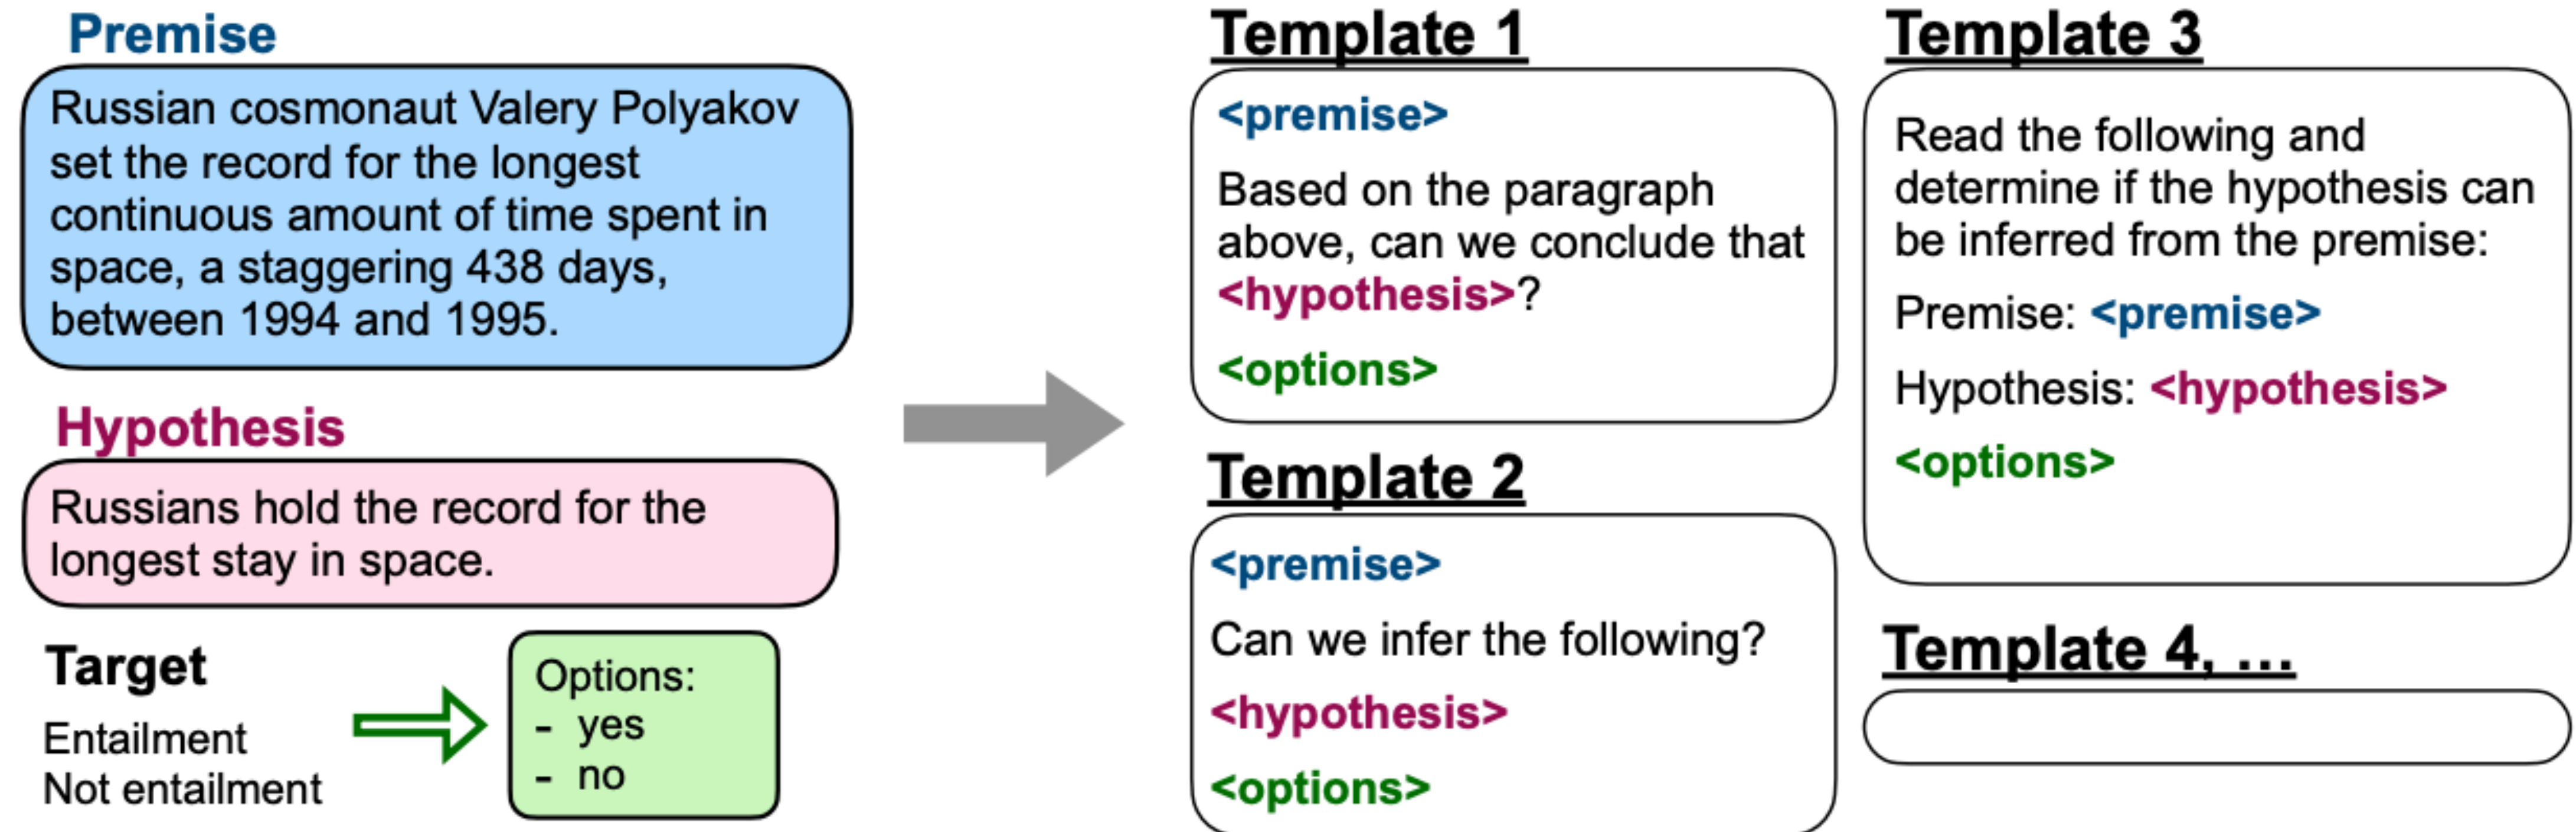 Premise
Russian cosmonaut Valery Polyakov
set the record for the longest
continuous amount of time spent in
space, a staggering 438 days,
between 1994 and 1995.
Hypothesis
Russians hold the record for the
longest stay in space.
Target
Entailment
Not entailment
Options:
- yes
- no
Template 1
<premise>
Based on the paragraph
above, can we conclude that
<hypothesis>?
<options>
Template 2
<premise>
Can we infer the following?
<hypothesis>
<options>
Template 3
Read the following and
determine if the hypothesis can
be inferred from the premise:
Premise: <premise>
Hypothesis: <hypothesis>
<options>
Template 4, ...